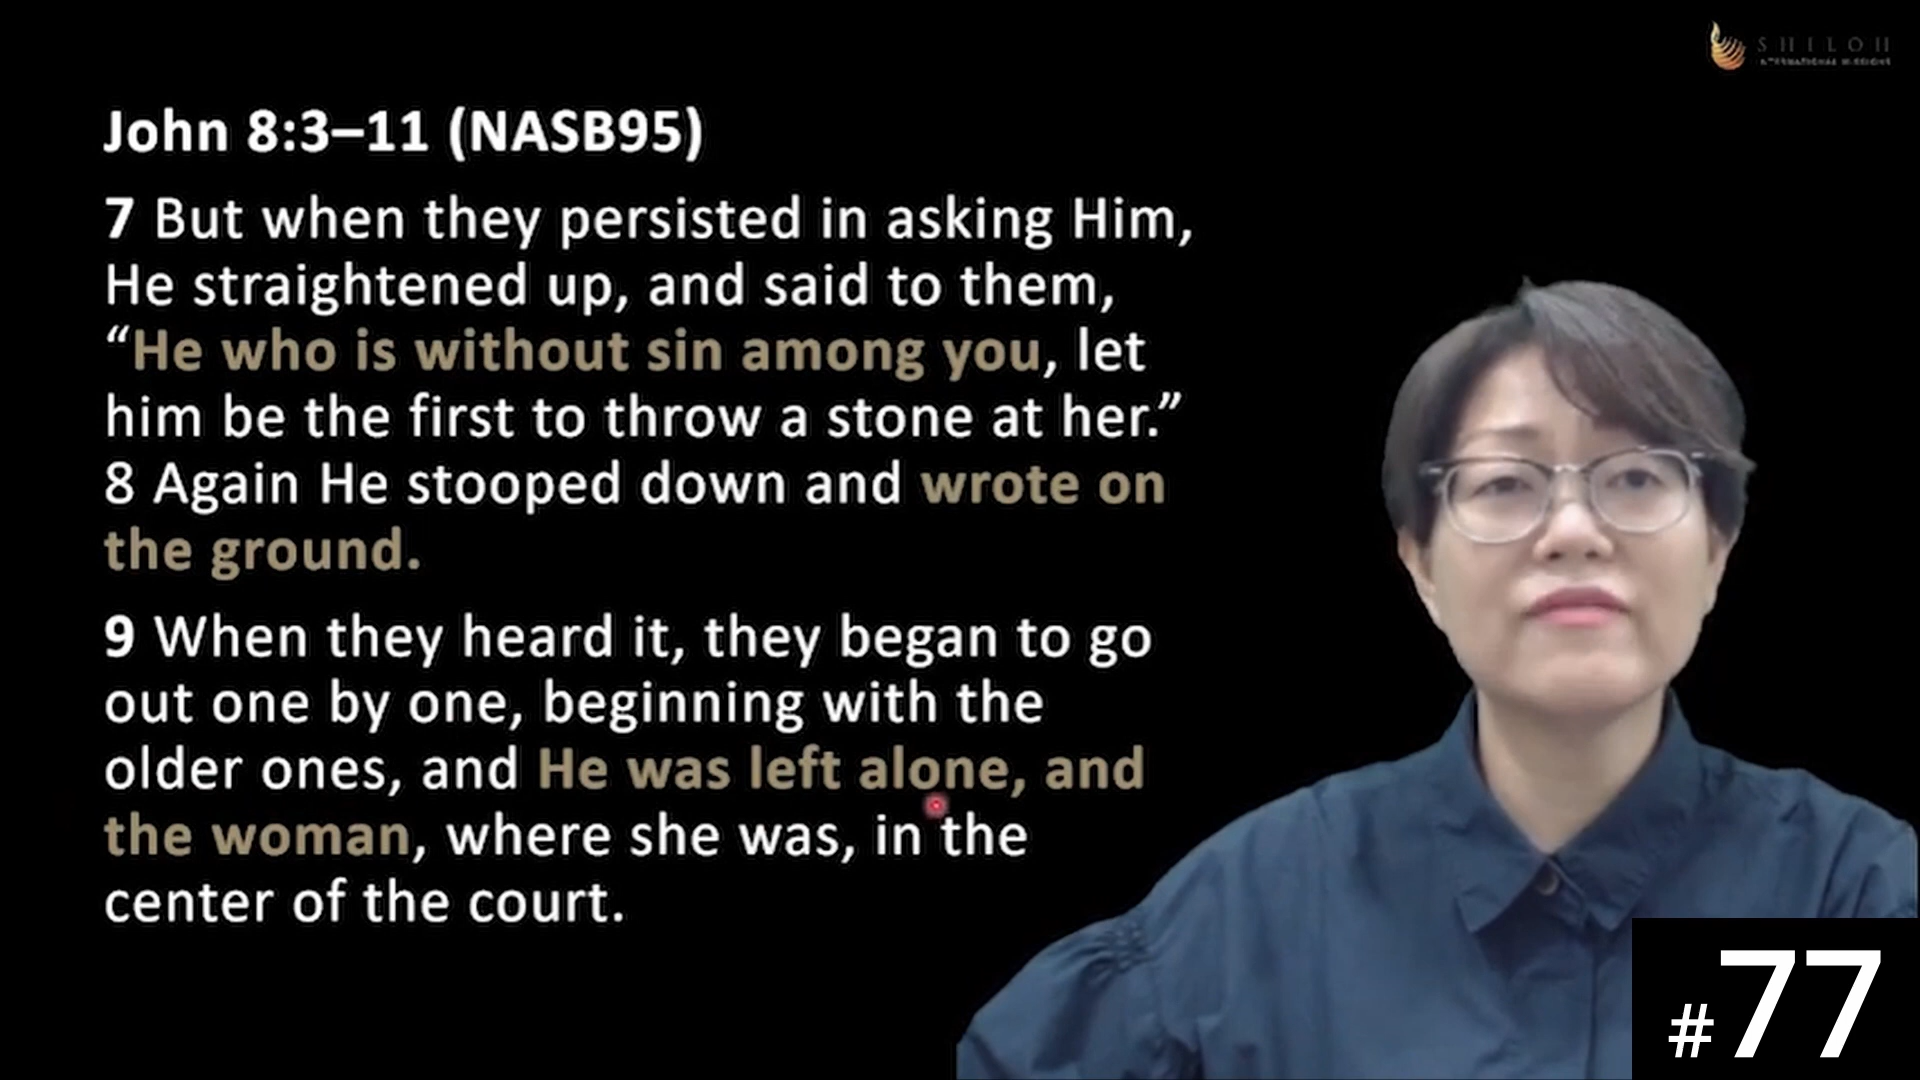 SHILOH
INTERNATIONAL MISSIONS
John 8:3–11 (NASB95)
7 But when they persisted in asking Him,
He straightened up, and said to them,
“He who is without sin among you, let
him be the first to throw a stone at her.”
8 Again He stooped down and wrote on
the ground.
9 When they heard it, they began to go
out one by one, beginning with the
older ones, and He was left alone, and
the woman, where she was, in the
center of the court.
#77